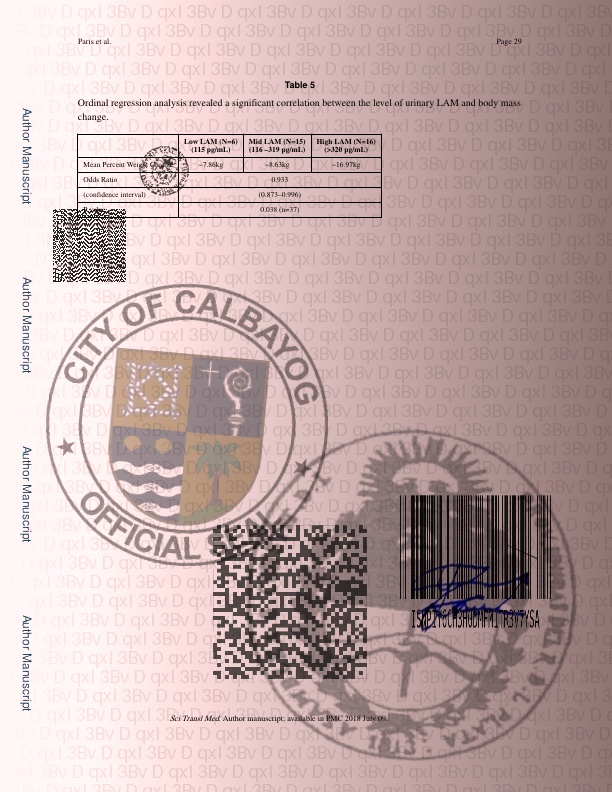 Paris et al.
Page 29
Table 5
Ordinal regression analysis revealed a significant correlation between the level of urinary LAM and body mass
change.
Low LAM (N=6) Mid LAM (N=15) High LAM (N=16)
(115 pg/mL) (116 –319 pg/mL) (>320 pg/mL)
Mean Percent Weight –7.86kg –8.63kg –16.97kg
Odds Ratio 0.933
(confidence interval) (0.873–0.996)
0.038 (n=37)
Author Manuscript
Author Manuscript
Author Manuscript
Author Manuscript
CITY OF CALBAYOG
OFFICIAL SEAL
Sci Transl Med. Author manuscript; available in PMC 2018 July 09.